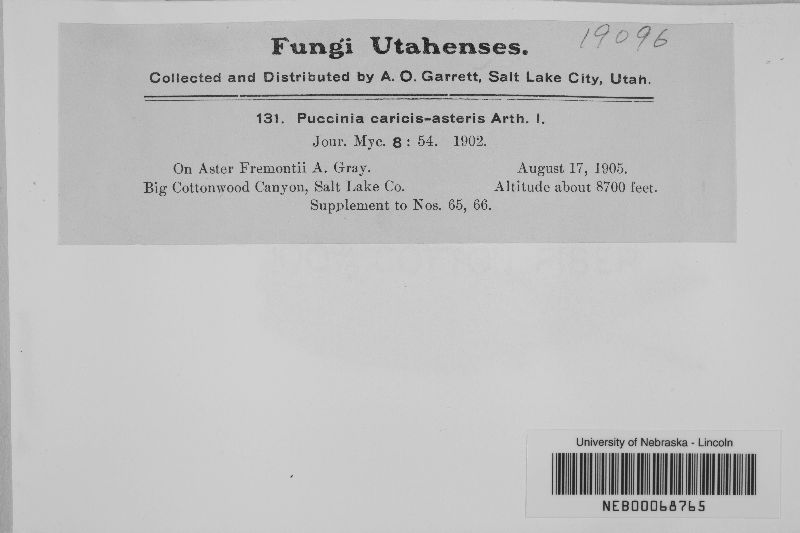 Fungi Utahenses.
19096
Collected and Distributed by A. O. Garrett, Salt Lake City, Utah.
131. Puccinia caricis-asteris Arth. I.
Jour. Myc. 8: 54. 1902.
On Aster Fremontii A. Gray. August 17, 1905.
Big Cottonwood Canyon, Salt Lake Co. Altitude about 8700 feet.
Supplement to Nos. 65, 66.
University of Nebraska - Lincoln
NEB00068765